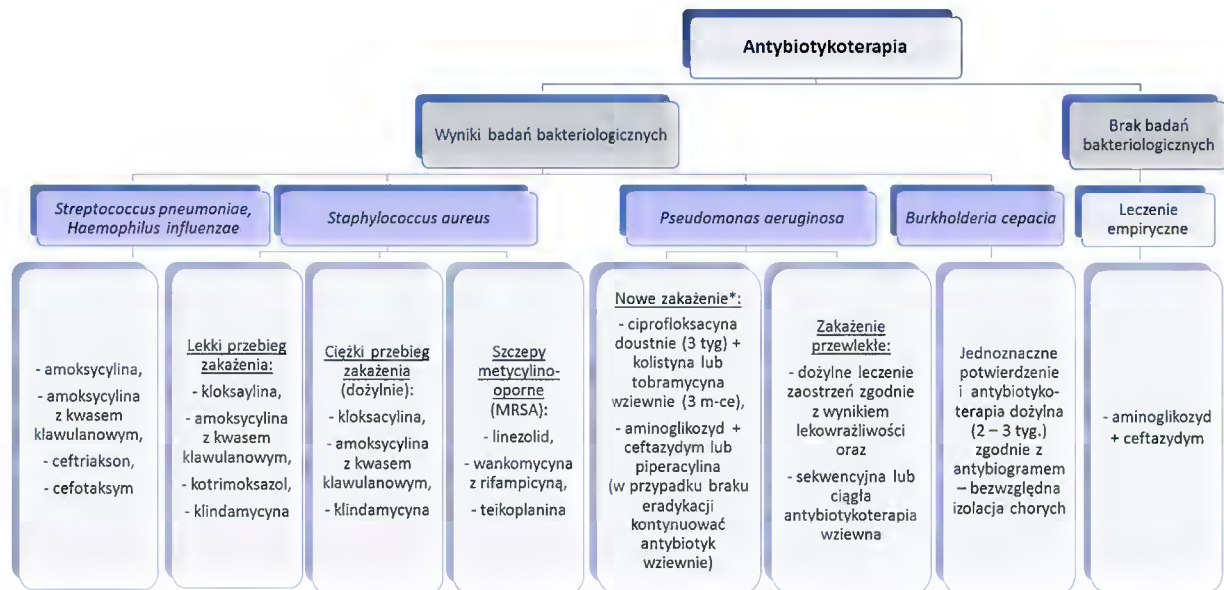 Antybiotykoterapia
Wyniki badań bakteriologicznych
Brak badań
bakteriologicznych
Streptococcus pneumoniae,
Haemophilus influenzae
Staphylococcus aureus
Pseudomonas aeruginosa
Burkholderia cepacia
Leczenie
empiryczne
- amoksycylina,
- amoksycylina
z kwasem
klawulanowym,
- ceftriakson,
- cefotaksym
Lekki przebieg
zakażenia:
- kloksaylina,
- amoksycylina
z kwasem
klawulanowym,
- kotrimoksazol,
- klindamycyna
Ciężki przebieg
zakażenia
(dożylnie):
- kloksacylina,
- amoksycylina
z kwasem
klawulanowym,
- klindamycyna
Szczepy
metycylino-
oporne
(MRSA):
- linezolid,
- wankomycyna
z rifampicyną,
- teikoplanina
Nowe zakażenie*:
- ciprofloksacyna
doustnie (3 tyg) +
kolistyna lub
tobramycyna
wziewnie (3 m-ce),
- aminoglikozyd +
ceftazydym lub
piperacylina
(w przypadku braku
eradykacji
kontynuować
antybiotyk
wziewnie)
Zakażenie
przewlekłe:
- dożylne leczenie
zaostrzeń zgodnie
z wynikiem
lekowrażliwości
oraz
- sekwencyjna lub
ciągła
antybiotykoterapia
wziewna
Jednoznaczne
potwierdzenie
i antybiotyko-
terapia dożylna
(2 – 3 tyg.)
zgodnie z
antybiogramem
– bezwzględna
izolacja chorych
- aminoglikozyd
+ ceftazydym